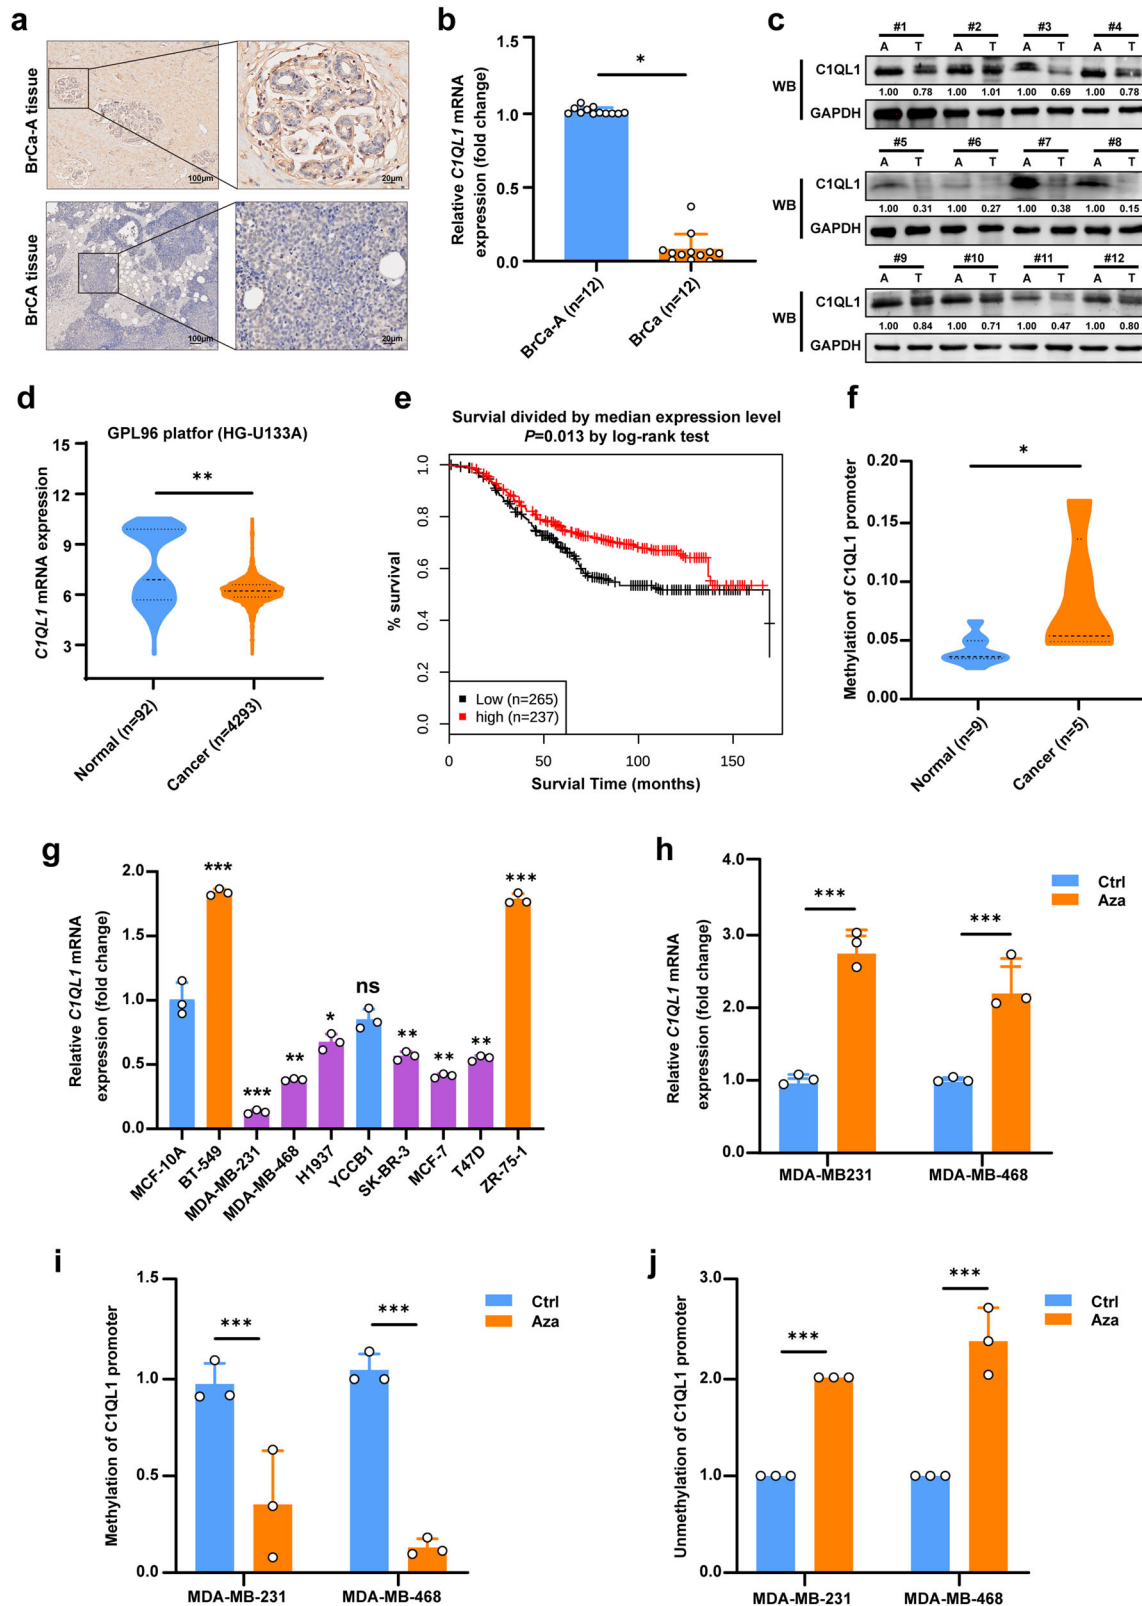 a
BrCa-A tissue
100μm
20μm
BrCA tissue
100μm
20μm
b
Relative C1QL1 mRNA
expression (fold change)
1.5
1.0
0.5
0.0
*
BrCa-A (n=12)
BrCa (n=12)
c
#1 #2 #3 #4
A T A T A T A T
WB
C1QL1
1.00 0.78 1.00 1.01 1.00 0.69 1.00 0.78
GAPDH
#5 #6 #7 #8
A T A T A T A T
WB
C1QL1
1.00 0.31 1.00 0.27 1.00 0.38 1.00 0.15
GAPDH
#9 #10 #11 #12
A T A T A T A T
WB
C1QL1
1.00 0.84 1.00 0.71 1.00 0.47 1.00 0.80
GAPDH
d
GPL96 platfor (HG-U133A)
C1QL1 mRNA expression
15
12
9
6
3
**
Normal (n=92)
Cancer (n=4293)
e
Survial divided by median expression level
P=0.013 by log-rank test
% survival
1.0
0.8
0.6
0.4
0.2
0.0
Low (n=265)
high (n=237)
0 50 100 150
Survial Time (months)
f
Methylation of C1QL1 promoter
0.20
0.15
0.10
0.05
0.00
*
Normal (n=9)
Cancer (n=5)
g
Relative C1QL1 mRNA
expression (fold change)
2.0
1.5
1.0
0.5
0.0
*** *** ** * ns ** ** ** ***
MCF-10A
BT-549
MDA-MB-231
MDA-MB-468
H1937
YCCB1
SK-BR-3
MCF-7
T47D
ZR-75-1
h
Relative C1QL1 mRNA
expression (fold change)
4.0
3.0
2.0
1.0
0.0
*** ***
Ctrl
Aza
MDA-MB231 MDA-MB-468
i
Methylation of C1QL1 promoter
1.5
1.0
0.5
0.0
*** ***
Ctrl
Aza
MDA-MB-231 MDA-MB-468
j
Unmethylation of C1QL1 promoter
3.0
2.0
1.0
0.0
*** ***
Ctrl
Aza
MDA-MB-231 MDA-MB-468